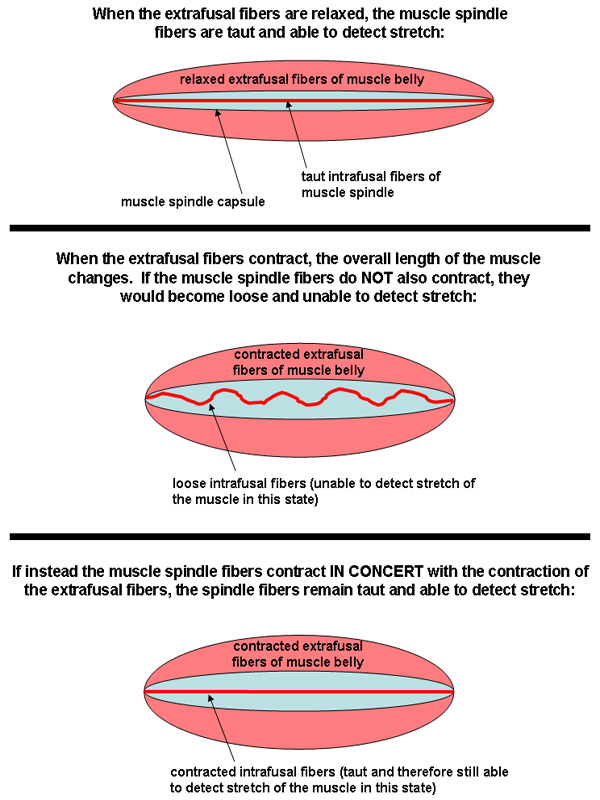 When the extrafusal fibers are relaxed, the muscle spindle
fibers are taut and able to detect stretch:
relaxed extrafusal fibers of muscle belly
taut intrafusal fibers of
muscle spindle
muscle spindle capsule
When the extrafusal fibers contract, the overall length of the muscle
changes.  If the muscle spindle fibers do NOT also contract, they
would become loose and unable to detect stretch:
contracted extrafusal
fibers of muscle belly
loose intrafusal fibers (unable to detect stretch of
the muscle in this state)
If instead the muscle spindle fibers contract IN CONCERT with the contraction of
the extrafusal fibers, the spindle fibers remain taut and able to detect stretch:
contracted extrafusal
fibers of muscle belly
contracted intrafusal fibers (taut and therefore still able
to detect stretch of the muscle in this state)